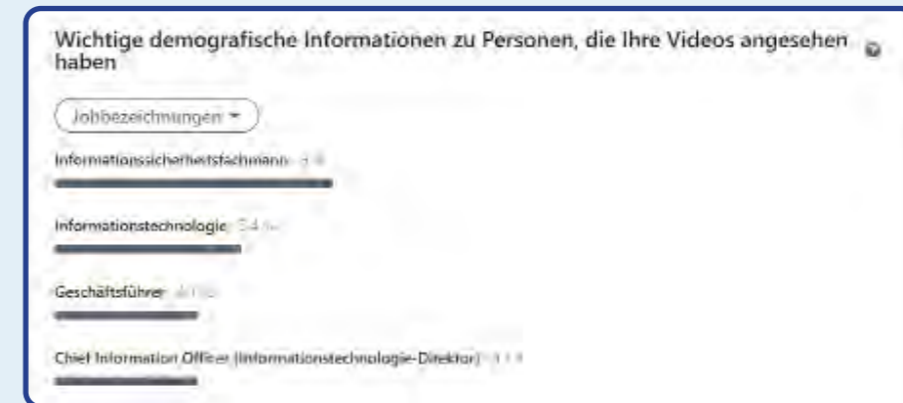 Wichtige demografische Informationen zu Personen, die Ihre Videos angesehen
haben
Jobbezeichnungen
Informationssicherheitsfachmann
Informationstechnologie
Geschäftsführer
Chief Information Officer (Informationstechnologie-Direktor)